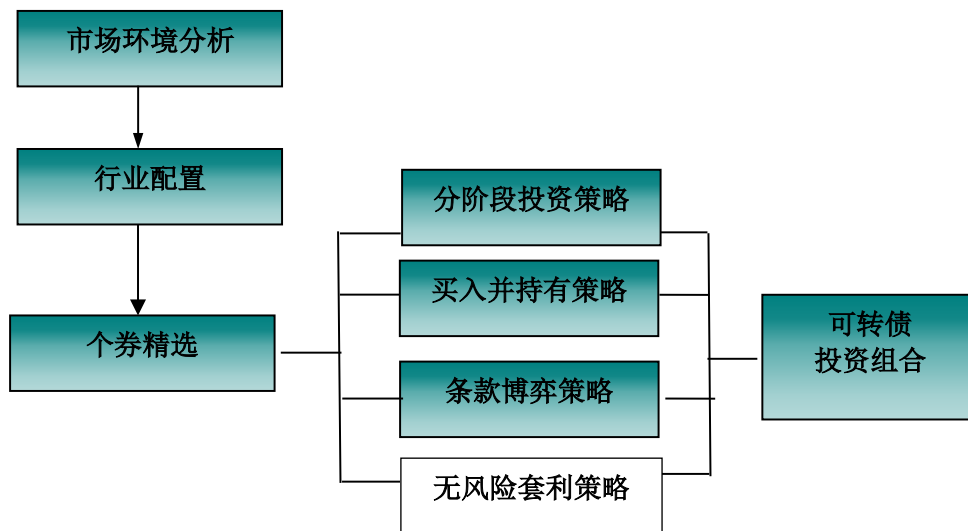 市场环境分析
行业配置
个券精选
分阶段投资策略
买入并持有策略
条款博弈策略
无风险套利策略
可转债
投资组合